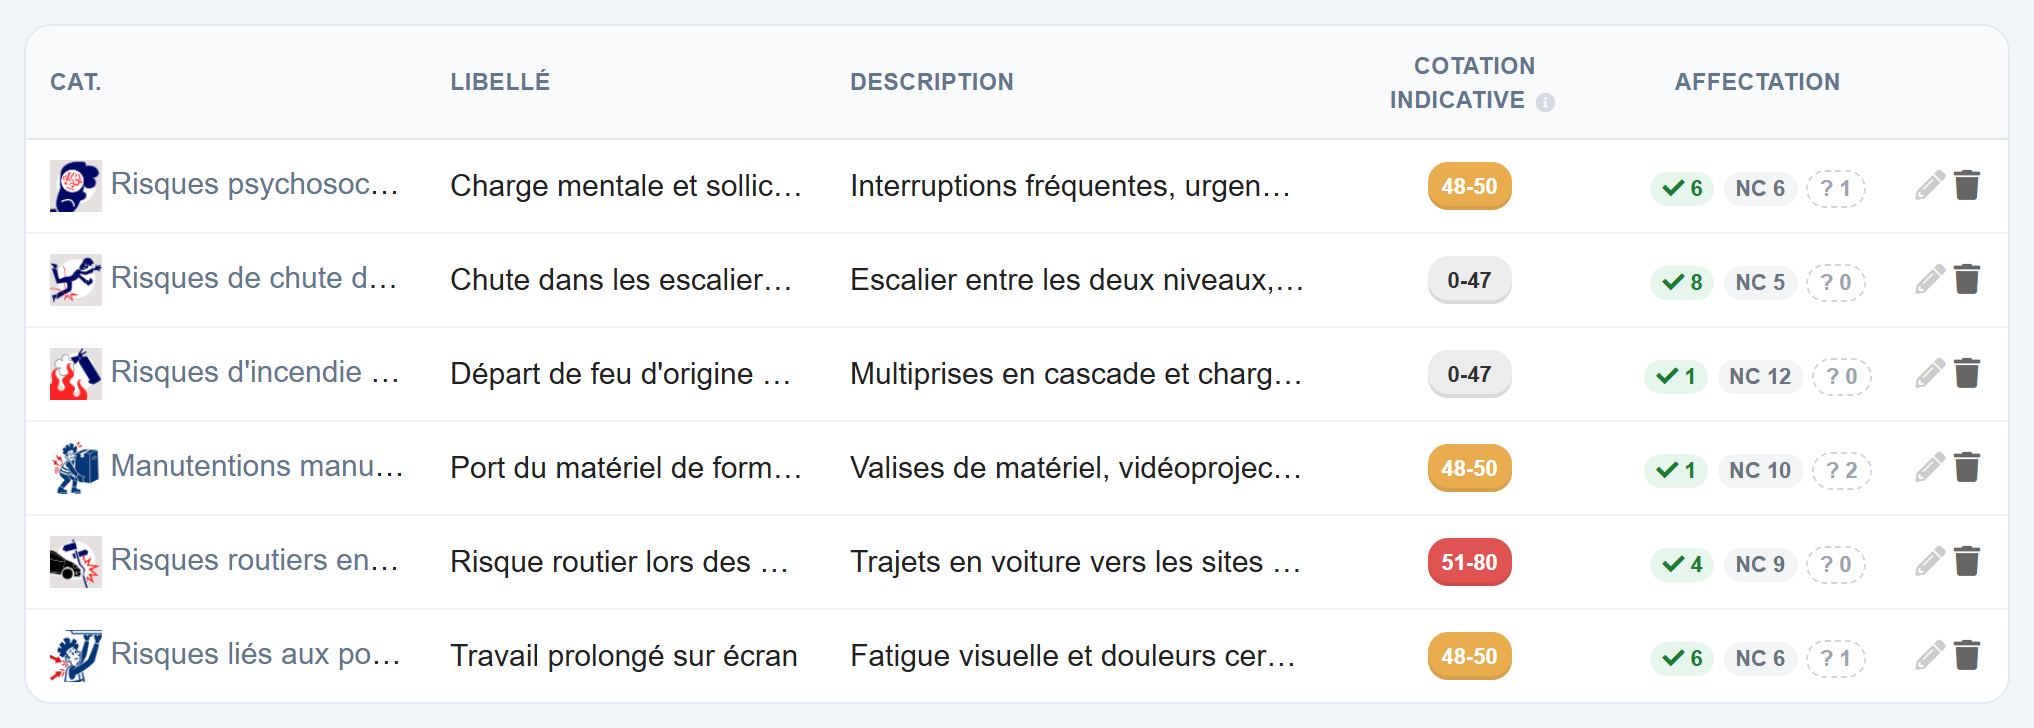 CAT. LIBELLÉ DESCRIPTION COTATION INDICATIVE AFFECTATION
Risques psychosoc… Charge mentale et sollic… Interruptions fréquentes, urgen… 48-50 6 NC 6 ? 1
Risques de chute d… Chute dans les escalier… Escalier entre les deux niveaux,… 0-47 8 NC 5 ? 0
Risques d'incendie … Départ de feu d'origine … Multiprises en cascade et charg… 0-47 1 NC 12 ? 0
Manutentions manu… Port du matériel de form… Valises de matériel, vidéoprojec… 48-50 1 NC 10 ? 2
Risques routiers en… Risque routier lors des … Trajets en voiture vers les sites … 51-80 4 NC 9 ? 0
Risques liés aux po… Travail prolongé sur écran Fatigue visuelle et douleurs cer… 48-50 6 NC 6 ? 1